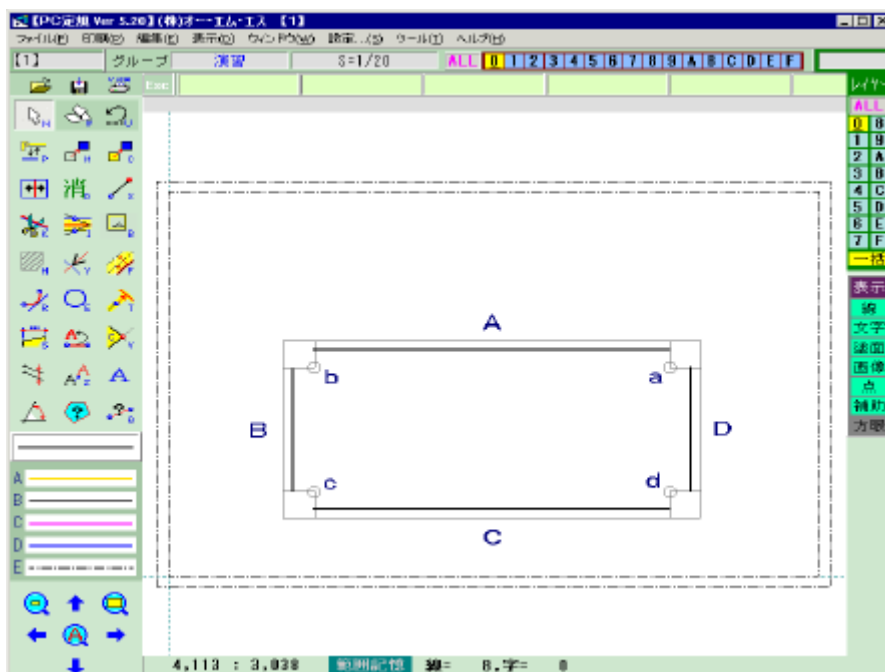 【PC定規 Ver 5.20】(株)オーエム・エス 【1】
ファイル(F) 印刷(P) 編集(E) 表示(D) ウィンドウ(W) 設定...(S) ツール(T) ヘルプ(H)
【1】 グループ 演習 S=1/20 ALL 0 1 2 3 4 5 6 7 8 9 A B C D E F
Esc
レイヤー
ALL
0 8
1 9
2 A
3 B
4 C
5 D
6 E
7 F
一括
表示
線
文字
塗面
画像
点
補助
方眼
消
A
b a
B D
c d
C
A
B
C
D
E
4,113 : 3,038 範囲記憶 線= 8,字= 0